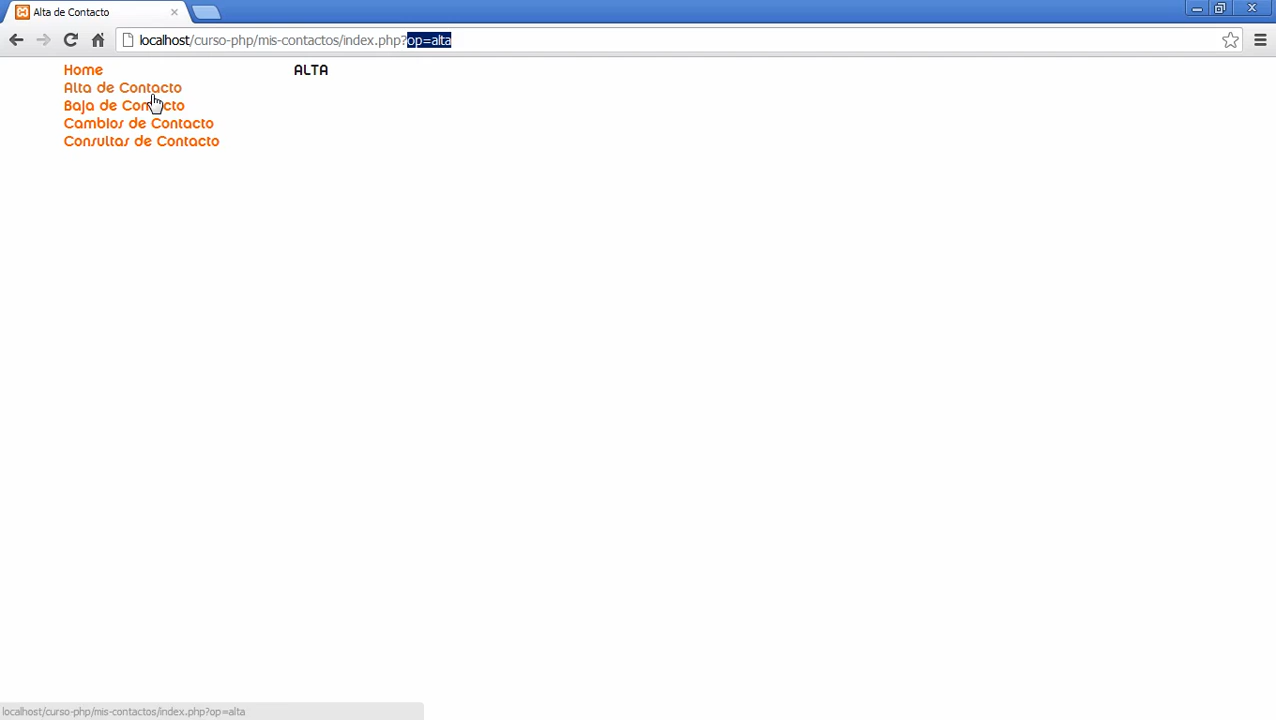 Alta de Contacto
localhost/curso-php/mis-contactos/index.php?op=alta
Home
ALTA
Alta de Contacto
Baja de Contacto
Cambios de Contacto
Consultas de Contacto
localhost/curso-php/mis-contactos/index.php?op=alta